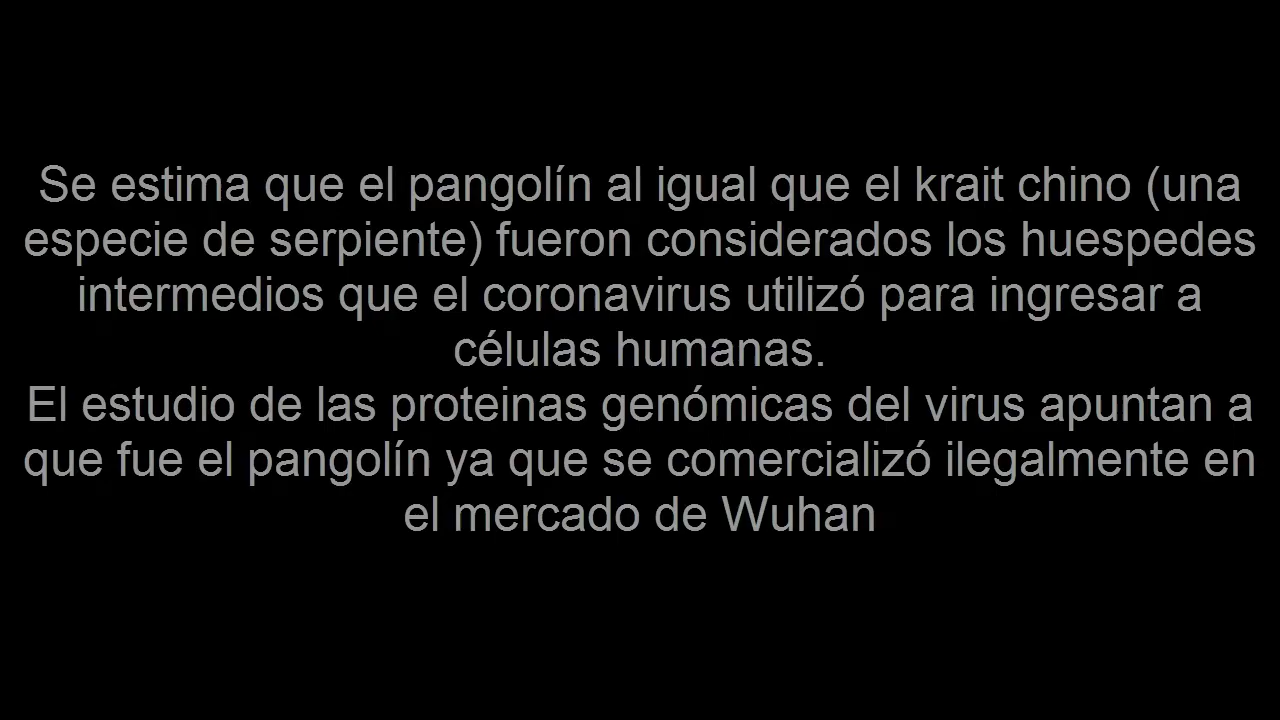 Se estima que el pangolín al igual que el krait chino (una
especie de serpiente) fueron considerados los huespedes
intermedios que el coronavirus utilizó para ingresar a
células humanas.
El estudio de las proteinas genómicas del virus apuntan a
que fue el pangolín ya que se comercializó ilegalmente en
el mercado de Wuhan